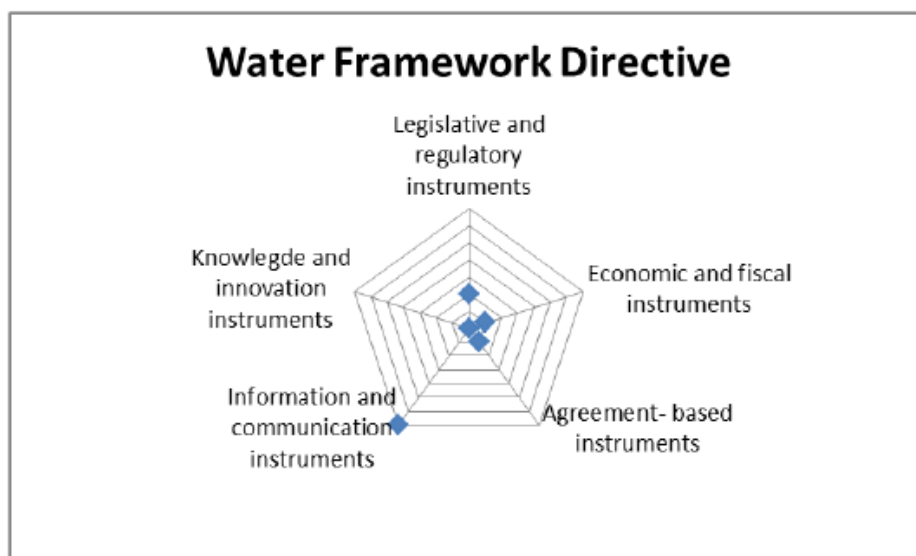 Water Framework Directive
Legislative and
regulatory
instruments
Knowlegde and
innovation
instruments
Economic and fiscal
instruments
Information and
communication
instruments
Agreement- based
instruments